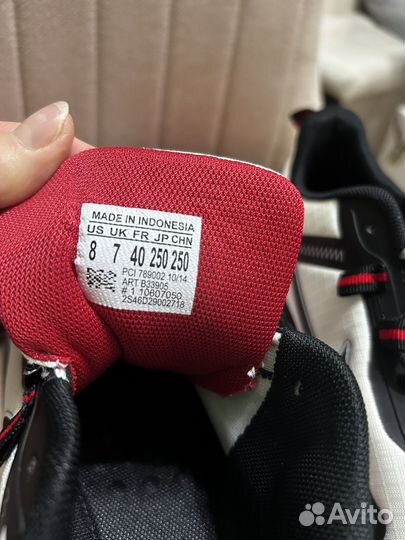 MADE IN INDONESIA
US UK FR JP CHN
8 7 40 250 250
PCI 789002 10/14
ART B33905
# 1 10607050
2S46D29002718
Avito